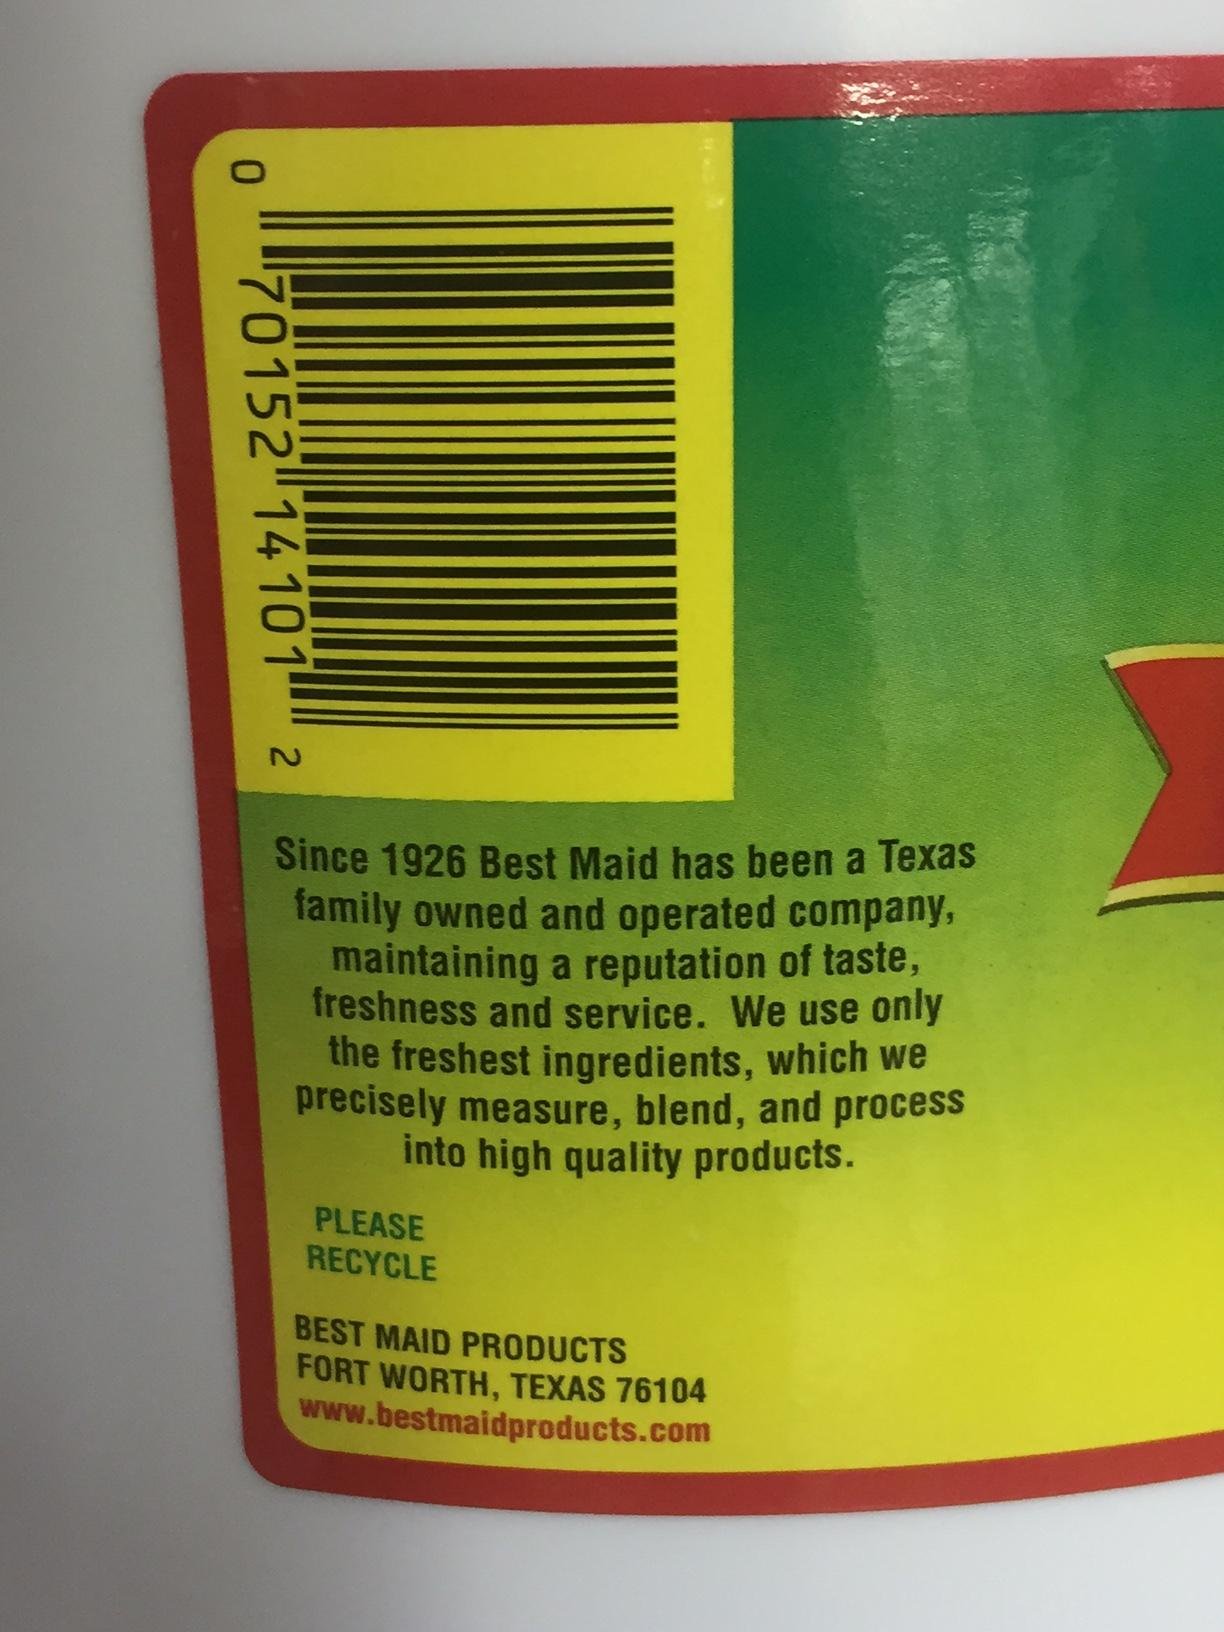 0 70152 14101 2
Since 1926 Best Maid has been a Texas
family owned and operated company,
maintaining a reputation of taste,
freshness and service. We use only
the freshest ingredients, which we
precisely measure, blend, and process
into high quality products.
PLEASE
RECYCLE
BEST MAID PRODUCTS
FORT WORTH, TEXAS 76104
www.bestmaidproducts.com